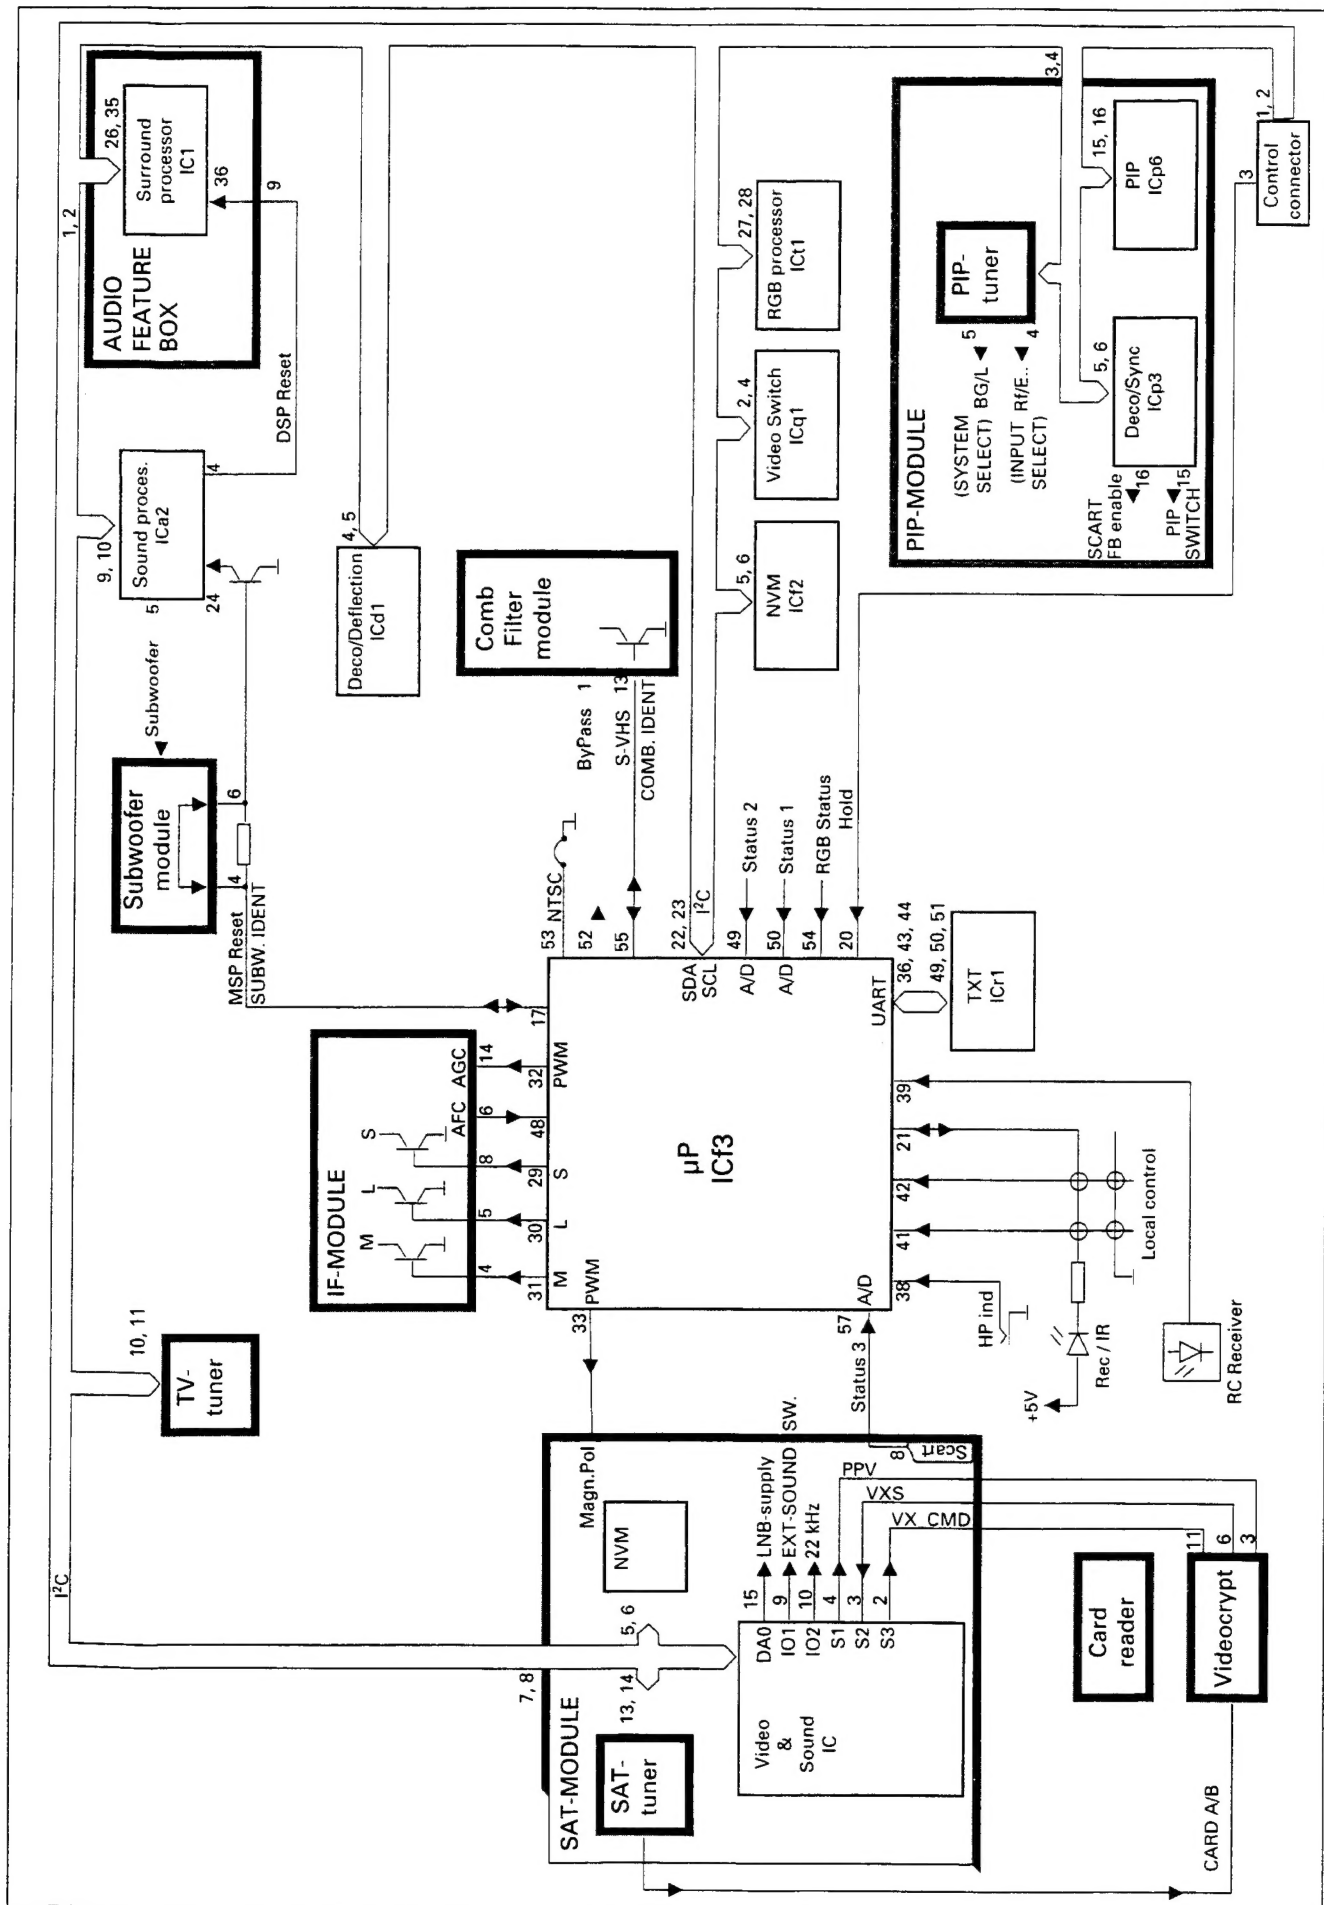 I²C
7, 8
SAT-MODULE
SAT-
tuner
13, 14
5, 6
NVM
Magn.Pol
Video
&
Sound
IC
DA0
15
LNB-supply
IO1
9
EXT-SOUND SW.
IO2
10
22 kHz
S1
4
PPV
S2
3
VXS
S3
2
VX_CMD
8
Scart
Status 3
CARD A/B
Card
reader
Videocrypt
11
6
3
TV-
tuner
10, 11
IF-MODULE
M
L
S
AFC
AGC
4
5
8
6
14
31
30
29
48
32
17
M
L
S
PWM
33
PWM
57
A/D
µP
ICf3
38
41
42
21
39
HP ind
+5V
Rec / IR
Local control
RC Receiver
UART
36, 43, 44
49, 50, 51
TXT
ICr1
MSP Reset
SUBW. IDENT
4
6
Subwoofer
module
Subwoofer
53
NTSC
52
55
SDA
SCL
22, 23
I²C
A/D
49
Status 2
A/D
50
Status 1
54
RGB Status
20
Hold
ByPass
1
S-VHS
13
COMB. IDENT
Comb
Filter
module
Deco/Deflection
ICd1
4, 5
Sound proces.
ICa2
9, 10
5
24
4
DSP Reset
1, 2
AUDIO
FEATURE
BOX
Surround
processor
IC1
26, 35
36
9
NVM
ICf2
5, 6
Video Switch
ICq1
2, 4
RGB processor
ICt1
27, 28
PIP-MODULE
3,4
PIP-
tuner
(SYSTEM
SELECT) BG/L
5
(INPUT Rf/E..
SELECT)
4
SCART
FB enable
16
PIP
SWITCH
15
Deco/Sync
ICp3
5, 6
PIP
ICp6
15, 16
Control
connector
3
1, 2